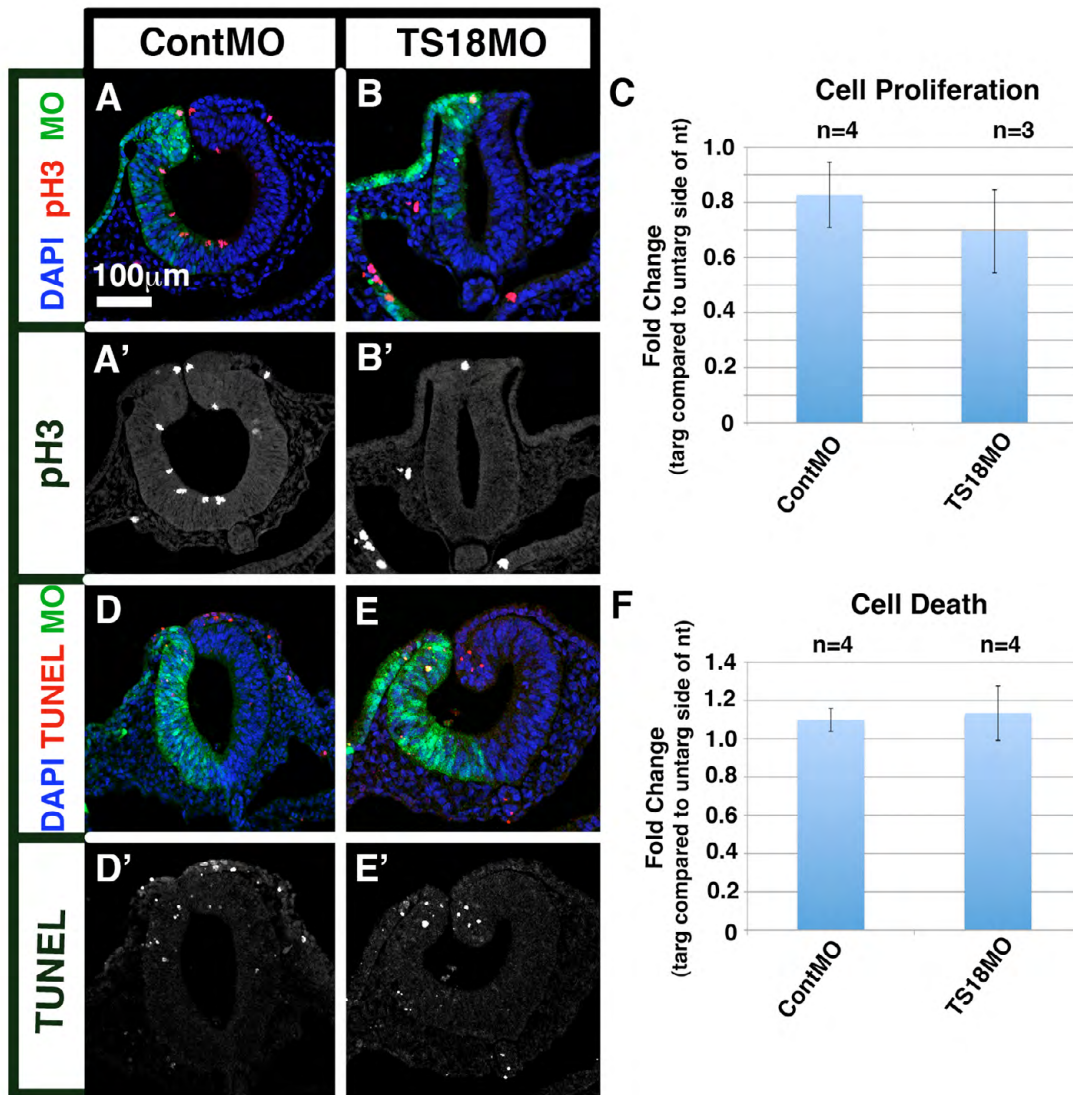 ContMO
TS18MO
DAPI pH3 MO
A
100μm
B
pH3
A'
B'
DAPI TUNEL MO
D
E
TUNEL
D'
E'
C
Cell Proliferation
n=4
n=3
Fold Change
(targ compared to untarg side of nt)
1.0
0.8
0.6
0.4
0.2
0
ContMO
TS18MO
F
Cell Death
n=4
n=4
Fold Change
(targ compared to untarg side of nt)
1.4
1.2
1.0
0.8
0.6
0.4
0.2
0
ContMO
TS18MO